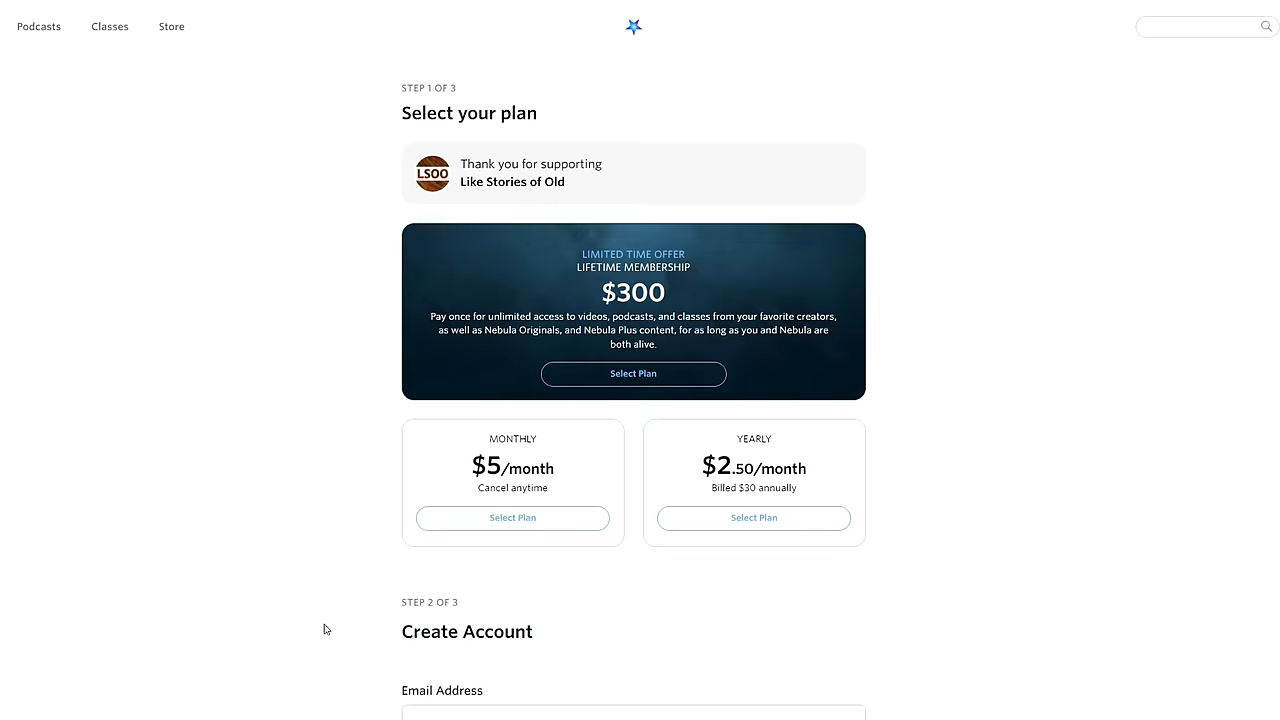 Podcasts Classes Store
STEP 1 OF 3
Select your plan
LSOO
Thank you for supporting
Like Stories of Old
LIMITED TIME OFFER
LIFETIME MEMBERSHIP
$300
Pay once for unlimited access to videos, podcasts, and classes from your favorite creators,
as well as Nebula Originals, and Nebula Plus content, for as long as you and Nebula are
both alive.
Select Plan
MONTHLY
$5/month
Cancel anytime
Select Plan
YEARLY
$2.50/month
Billed $30 annually
Select Plan
STEP 2 OF 3
Create Account
Email Address